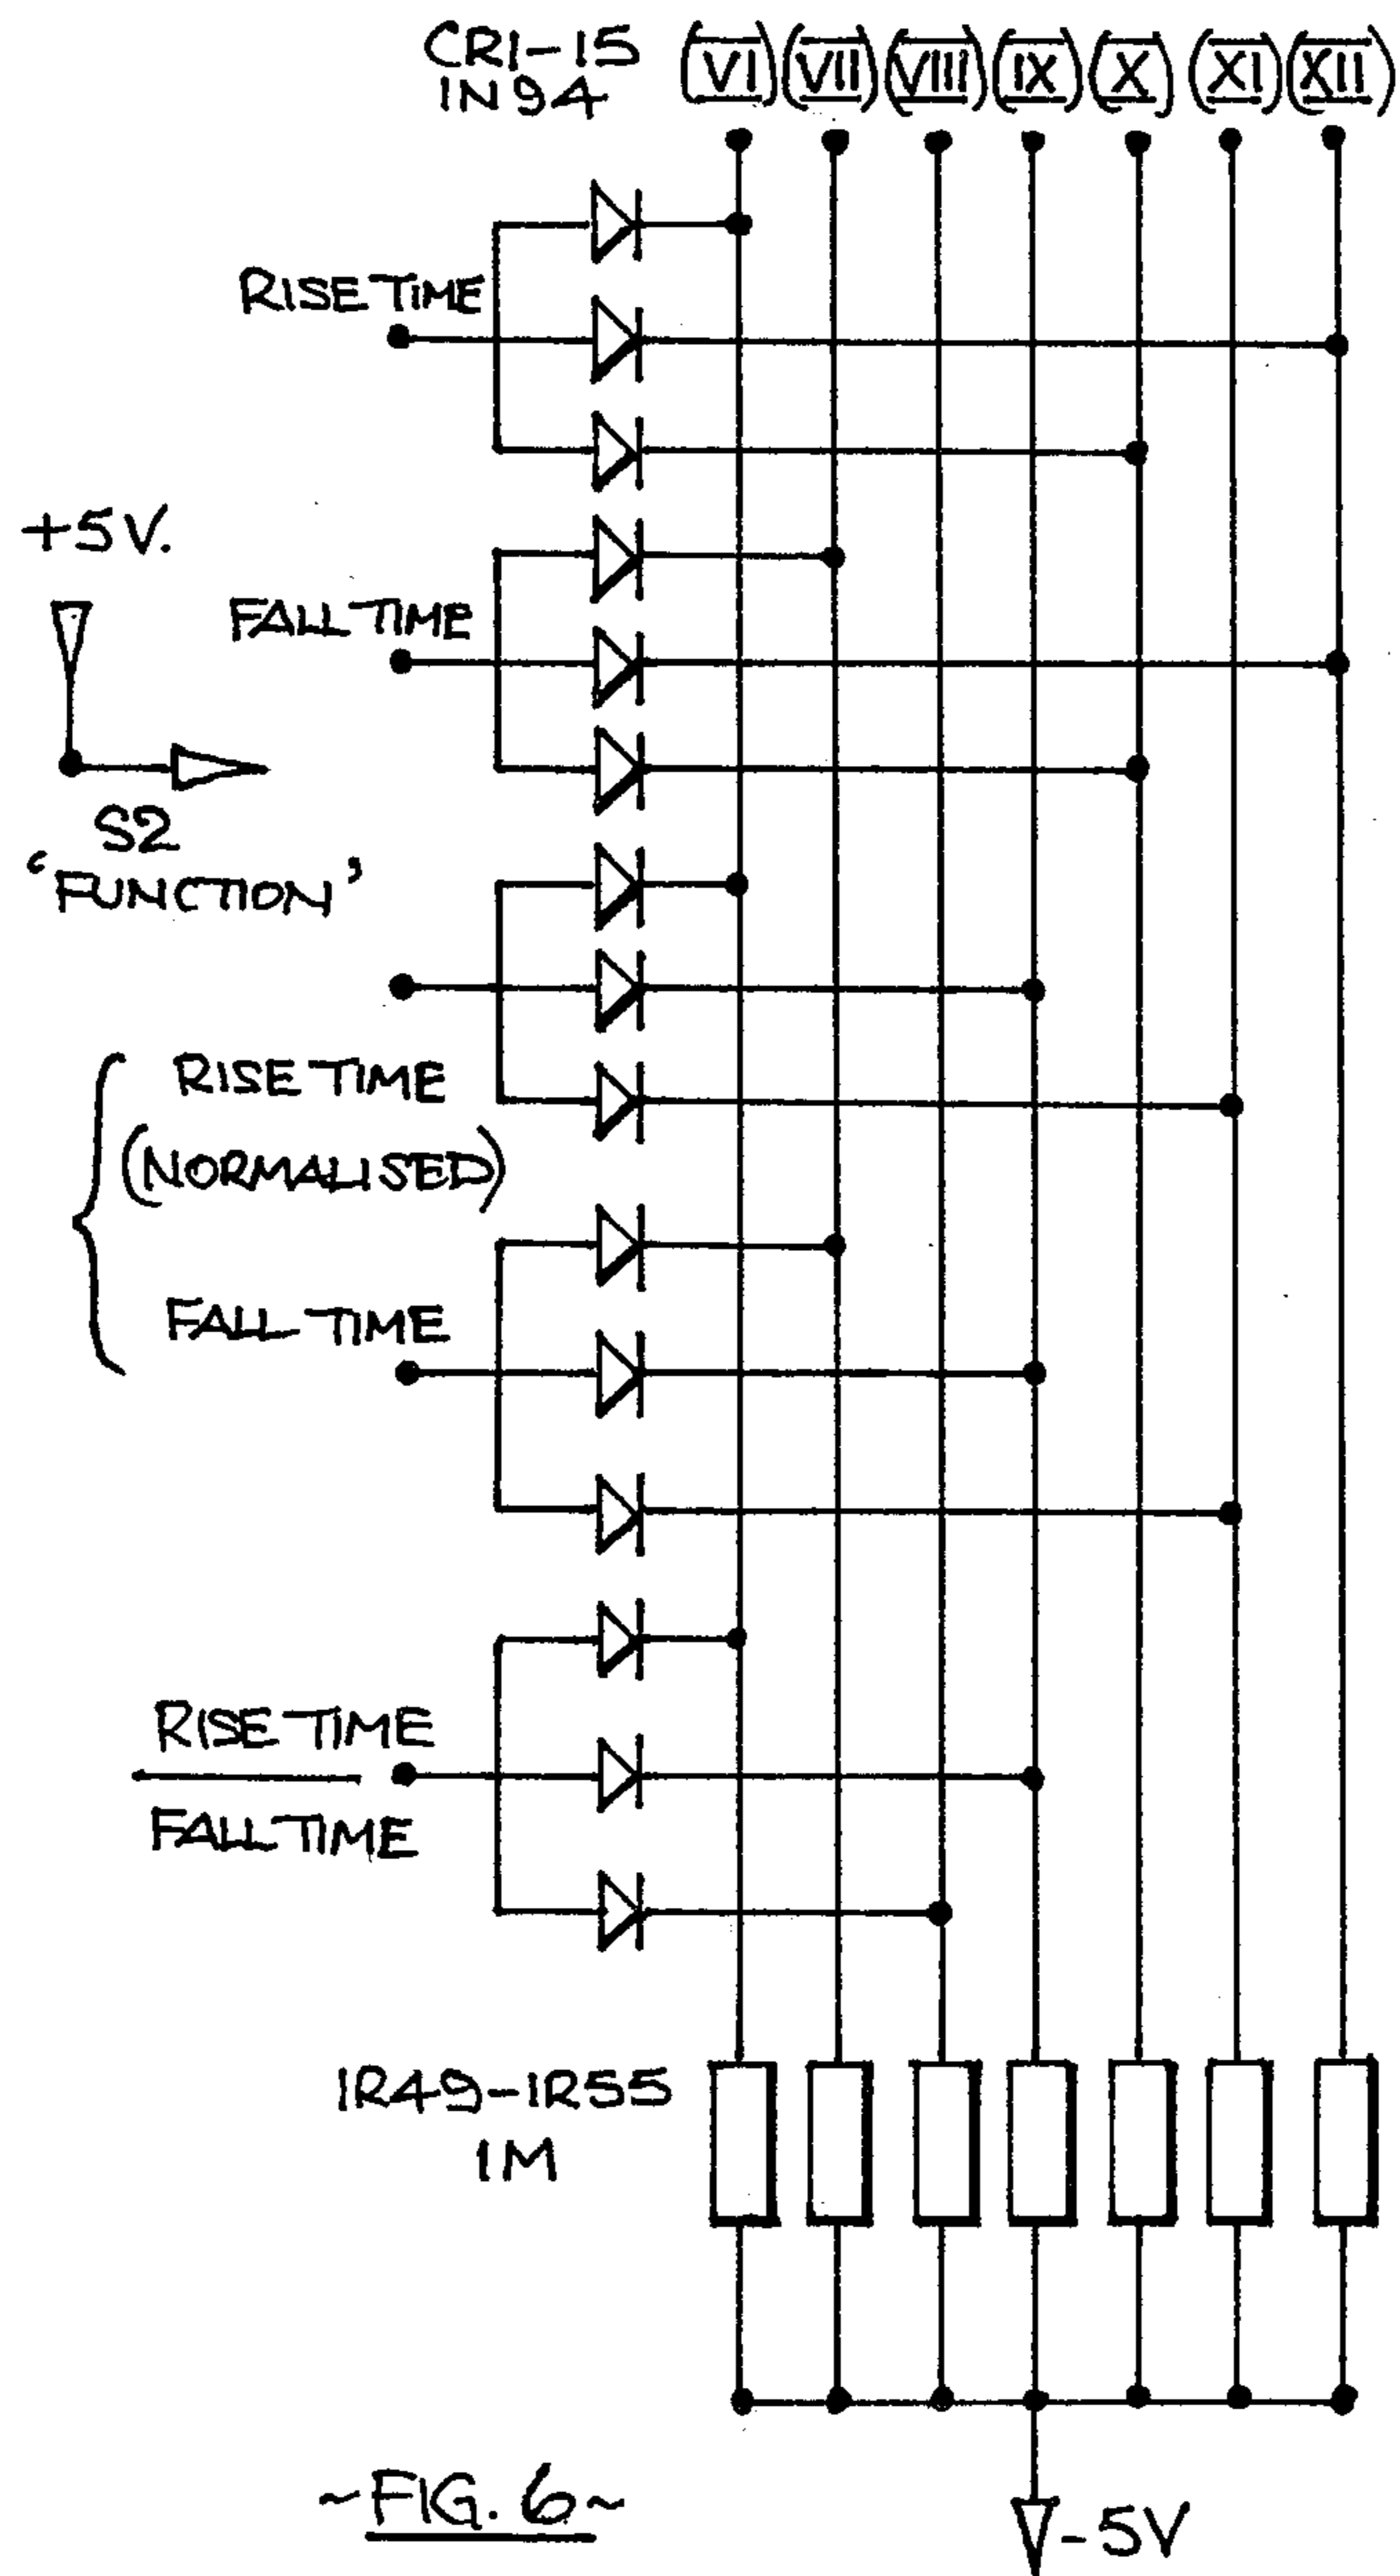 CR1-15
IN94
(VI) (VII) (VIII) (IX) (X) (XI) (XII)
RISE TIME
+5V.
FALL TIME
S2
'FUNCTION'
RISE TIME
(NORMALISED)
FALL TIME
RISE TIME
FALL TIME
1R49-1R55
1M
~FIG. 6~
-5V